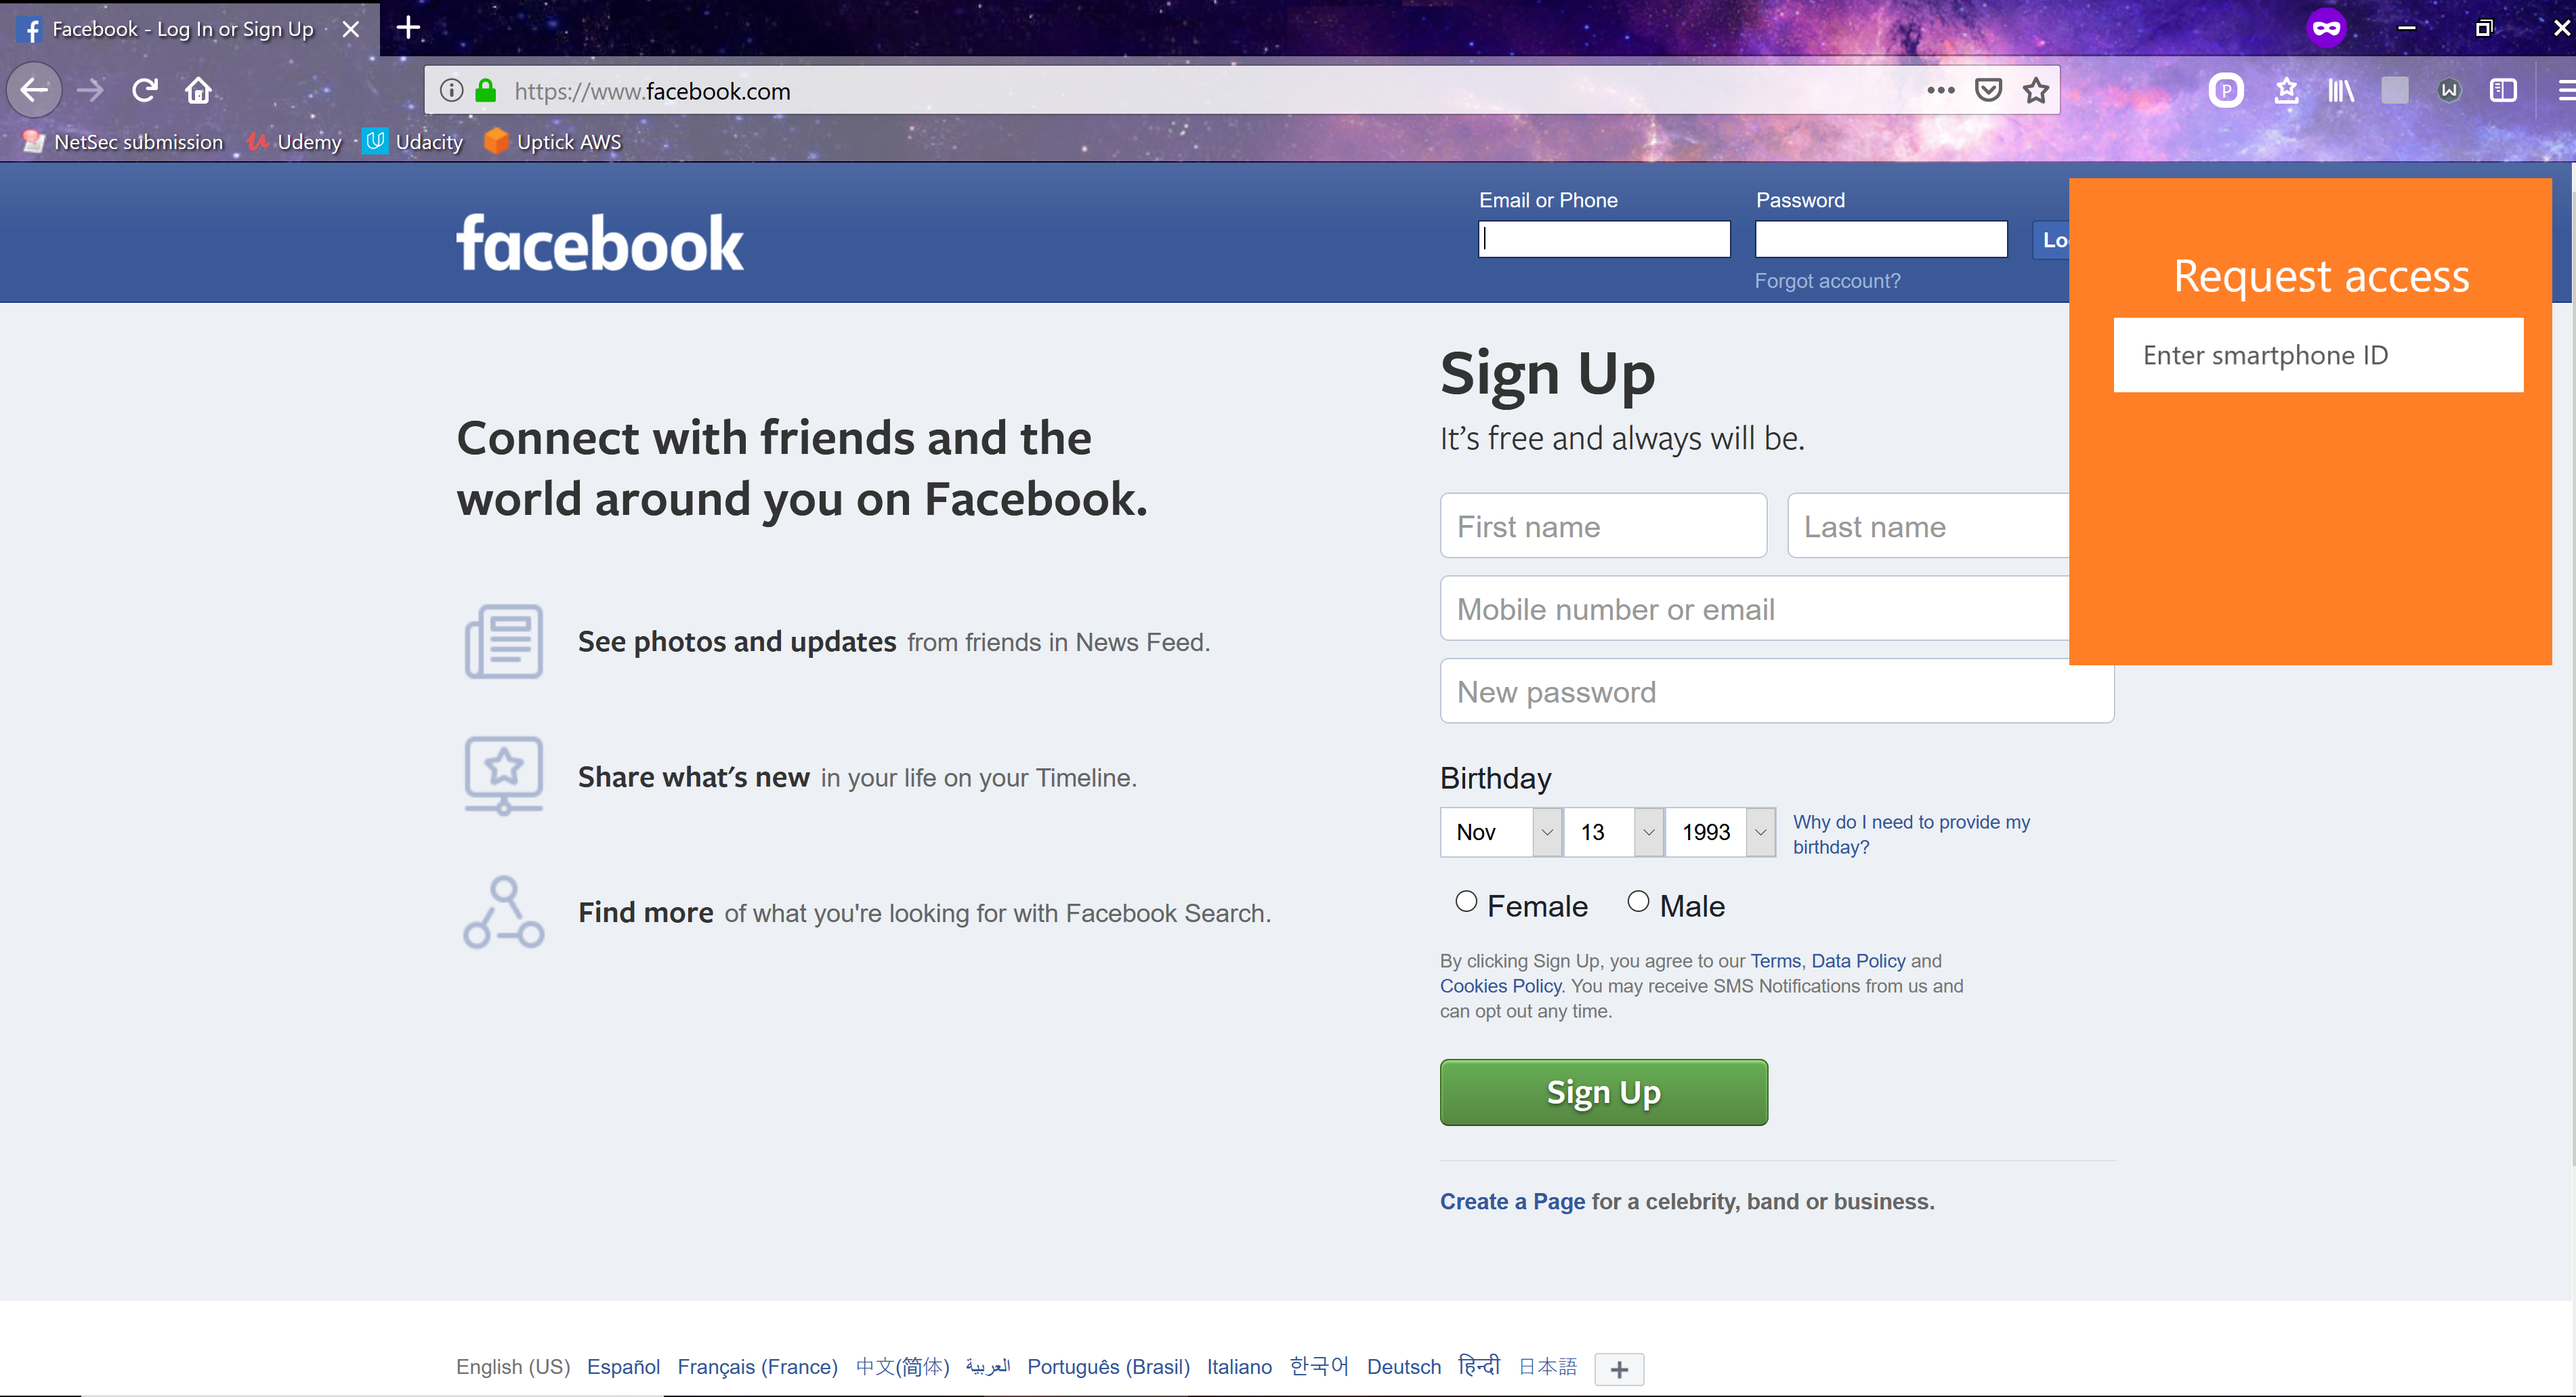 Facebook - Log In or Sign Up
https://www.facebook.com
NetSec submission Udemy Udacity Uptick AWS
facebook
Email or Phone
Password
Lo
Forgot account?
Request access
Enter smartphone ID
Connect with friends and the
world around you on Facebook.
See photos and updates from friends in News Feed.
Share what's new in your life on your Timeline.
Find more of what you're looking for with Facebook Search.
Sign Up
It's free and always will be.
First name
Last name
Mobile number or email
New password
Birthday
Nov 13 1993
Why do I need to provide my
birthday?
Female Male
By clicking Sign Up, you agree to our Terms, Data Policy and
Cookies Policy. You may receive SMS Notifications from us and
can opt out any time.
Sign Up
Create a Page for a celebrity, band or business.
English (US) Español Français (France) 中文(简体) العربية Português (Brasil) Italiano 한국어 Deutsch हिन्दी 日本語